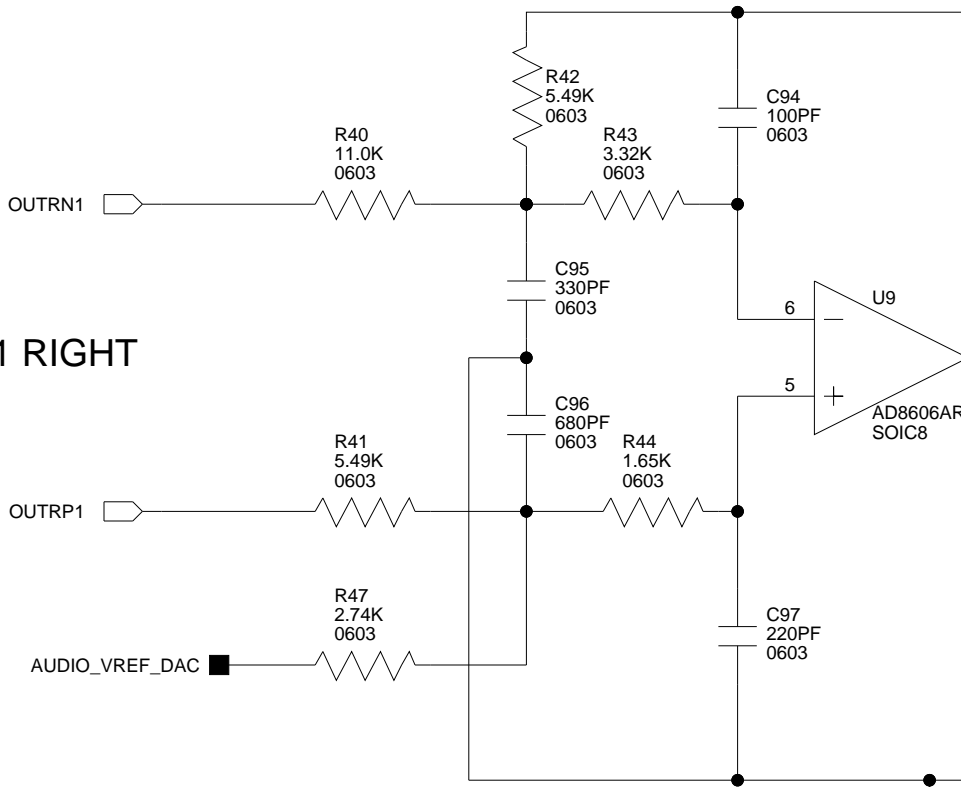 R42
5.49K
0603
C94
100PF
0603
R40
11.0K
0603
R43
3.32K
0603
OUTRN1
C95
330PF
0603
U9
6
RIGHT
5
C96
680PF
0603
AD8606AR
SOIC8
R41
5.49K
0603
R44
1.65K
0603
OUTRP1
R47
2.74K
0603
C97
220PF
0603
AUDIO_VREF_DAC